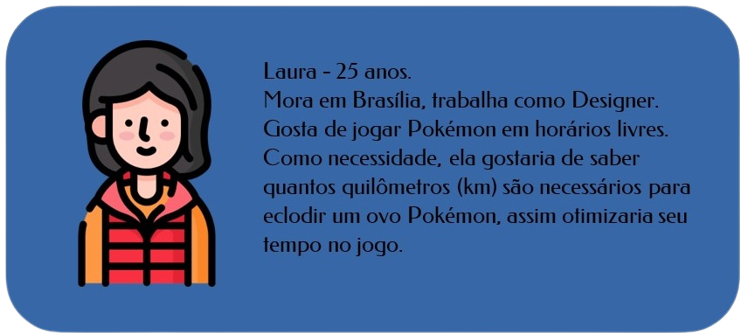 Laura - 25 anos.
Mora em Brasília, trabalha como Designer.
Gosta de jogar Pokémon em horários livres.
Como necessidade, ela gostaria de saber
quantos quilômetros (km) são necessários para
eclodir um ovo Pokémon, assim otimizaria seu
tempo no jogo.